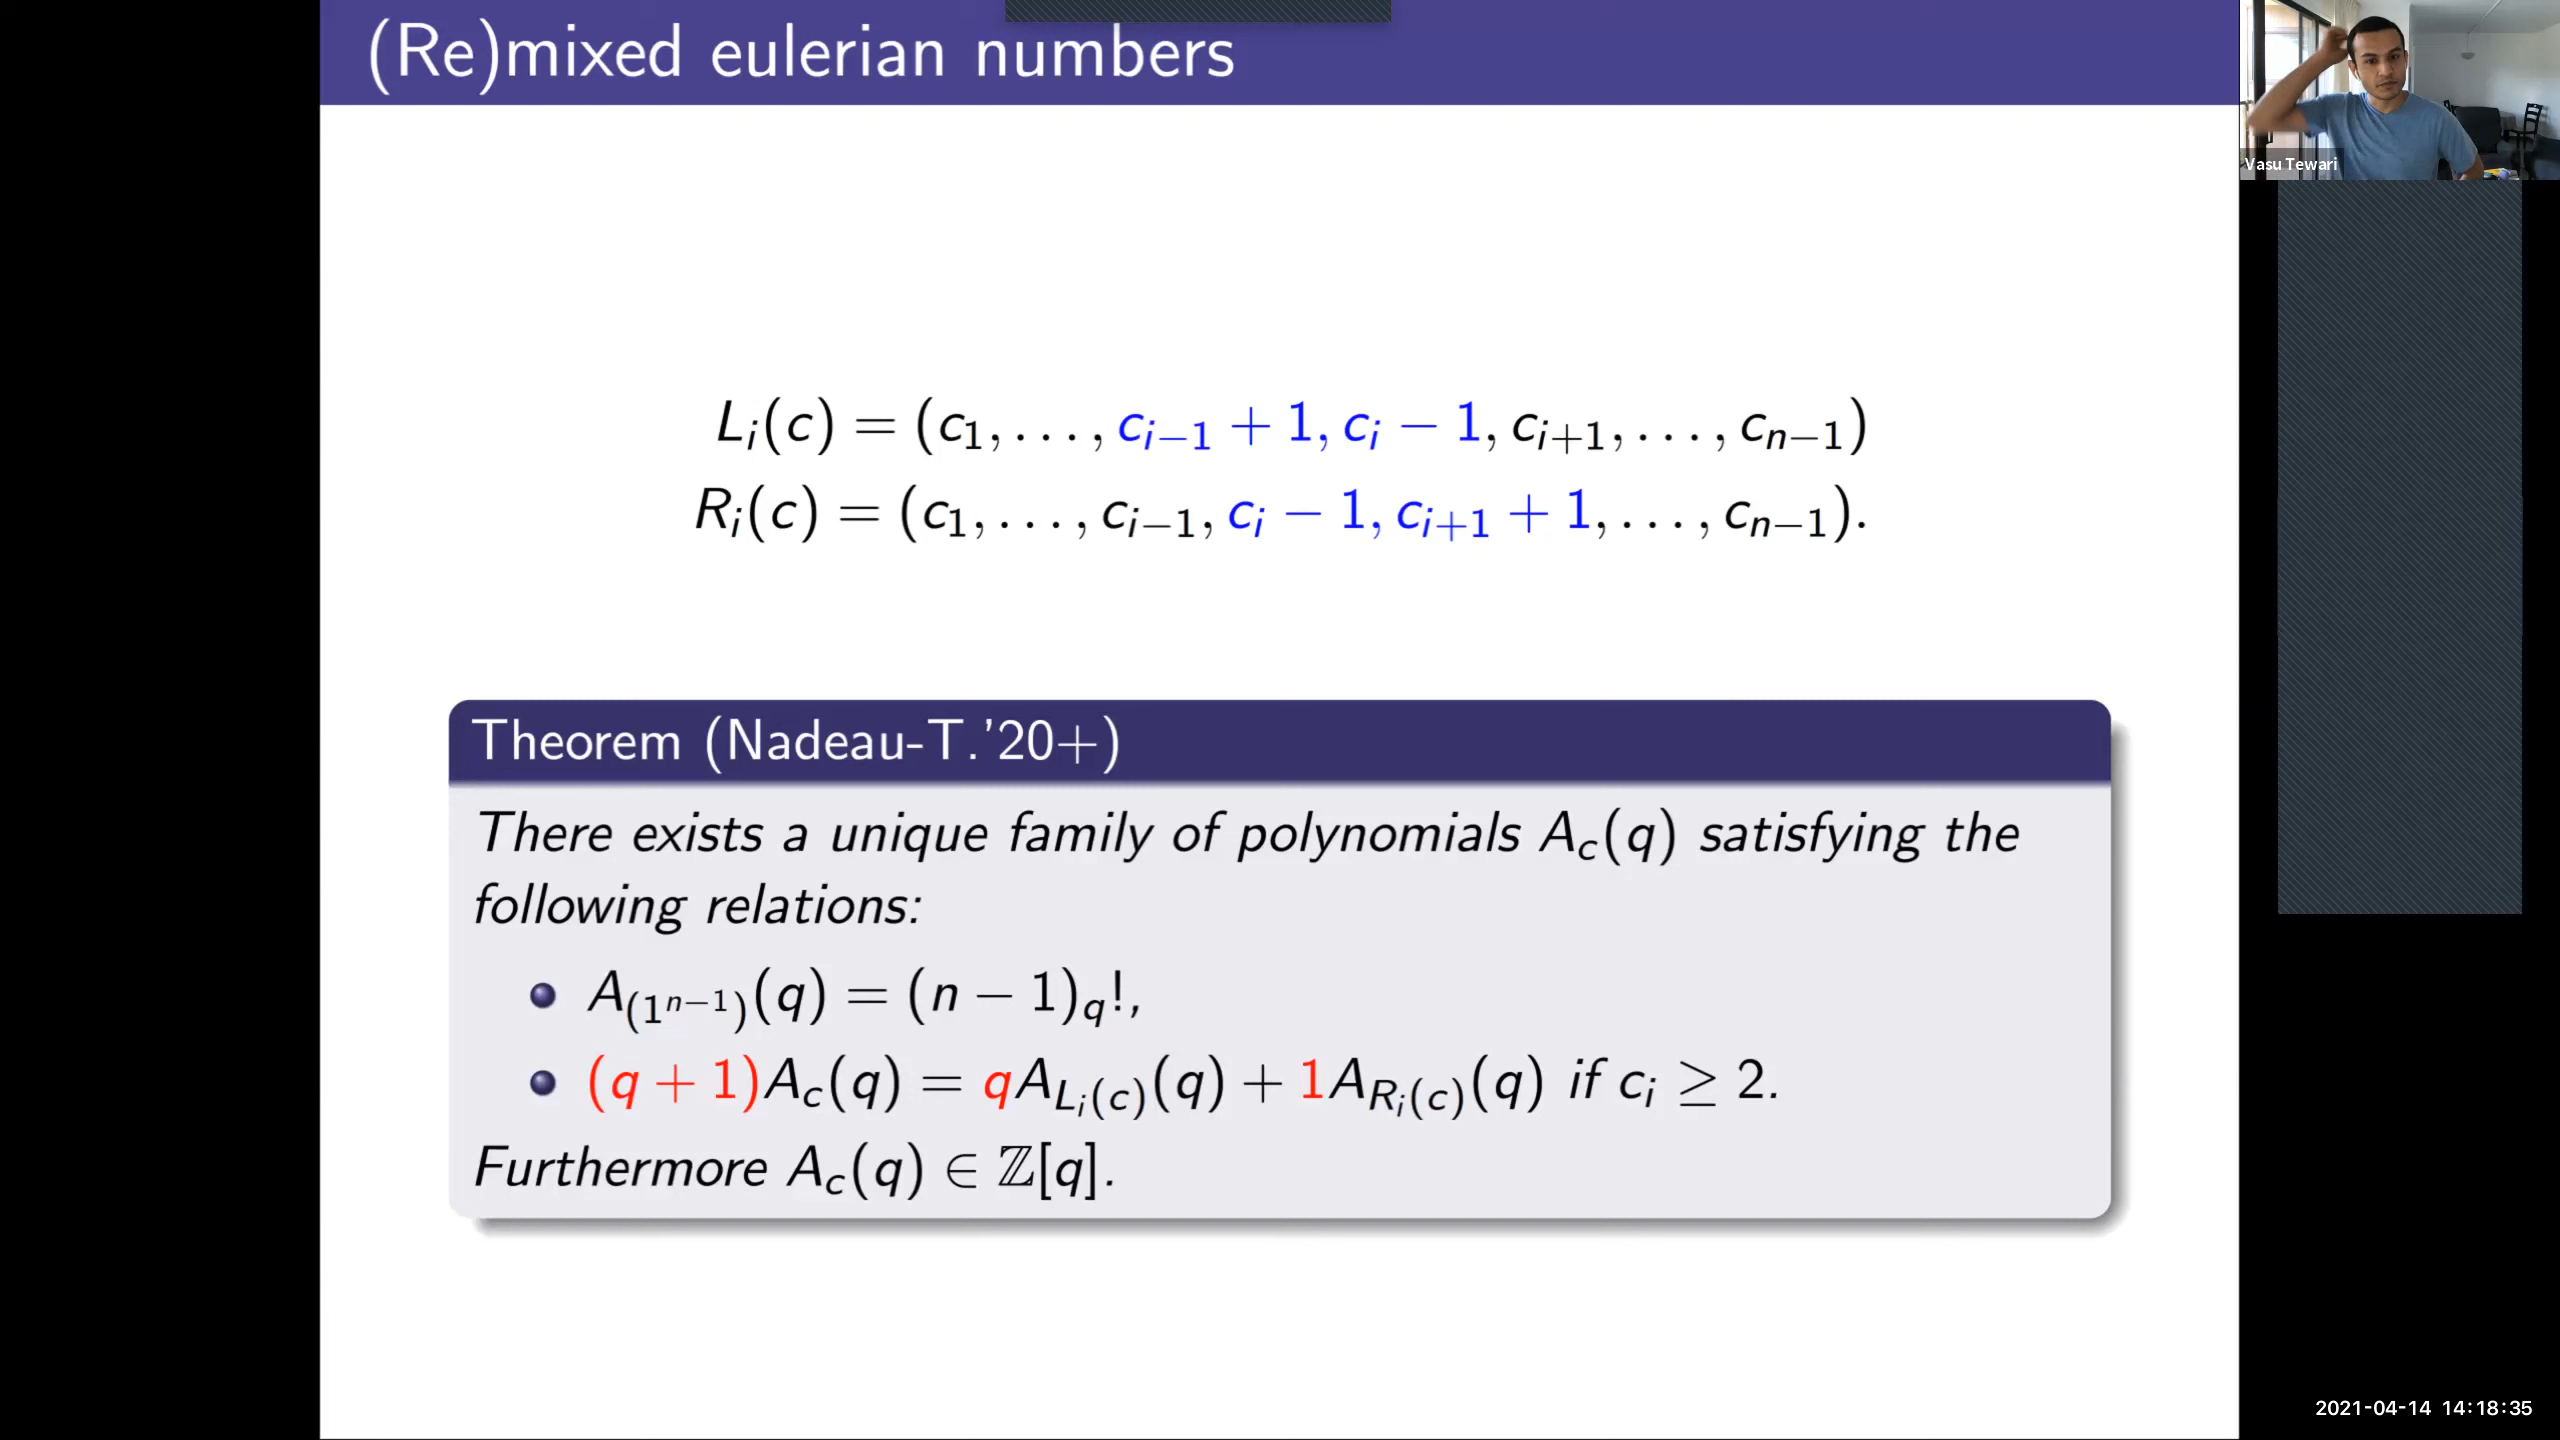 (Re)mixed eulerian numbers
Vasu Tewari
L_i(c) = (c_1, . . . , c_{i−1} + 1, c_i − 1, c_{i+1}, . . . , c_{n−1})
R_i(c) = (c_1, . . . , c_{i−1}, c_i − 1, c_{i+1} + 1, . . . , c_{n−1}).
Theorem (Nadeau-T.'20+)
There exists a unique family of polynomials A_c(q) satisfying the
following relations:
• A_{(1^{n−1})}(q) = (n − 1)_q!,
• (q + 1)A_c(q) = qA_{L_i(c)}(q) + 1A_{R_i(c)}(q) if c_i ≥ 2.
Furthermore A_c(q) ∈ ℤ[q].
2021-04-14 14:18:35